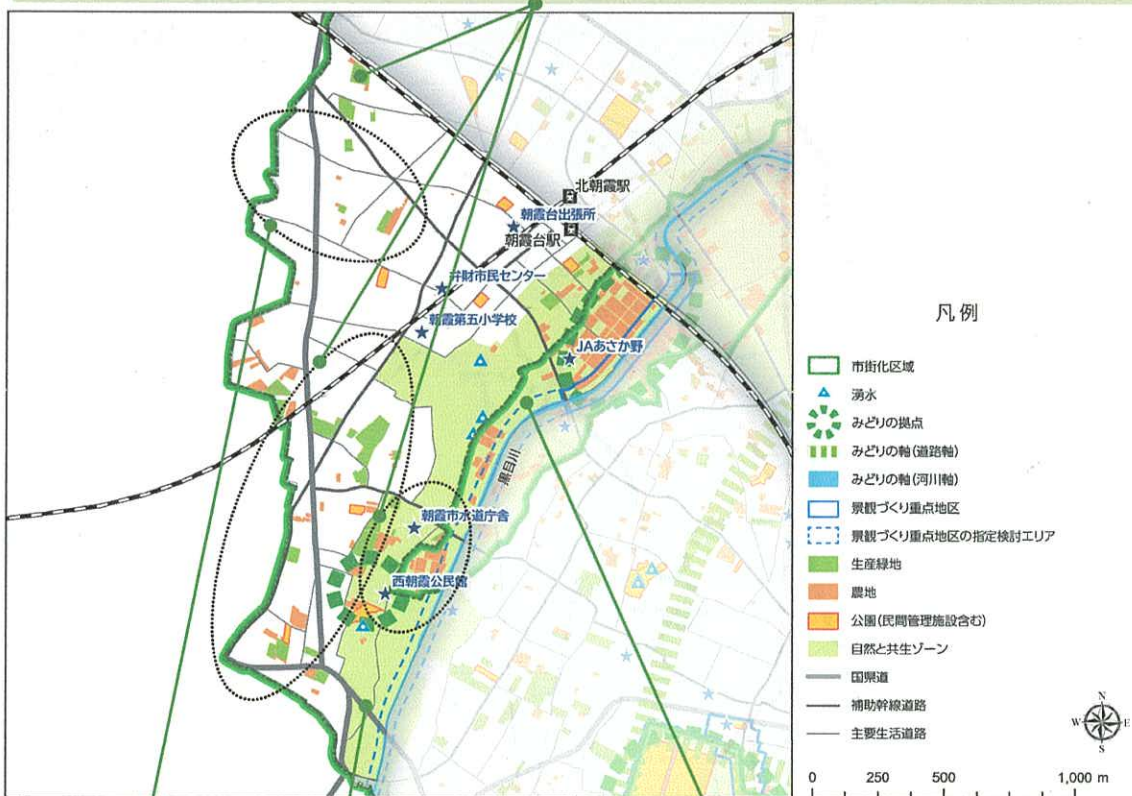 北朝霞駅
朝霞台出張所
朝霞台駅
弁財市民センター
朝霞第五小学校
JAあさか野
黒目川
朝霞市水道庁舎
西朝霞公民館
凡例
市街化区域
湧水
みどりの拠点
みどりの軸(道路軸)
みどりの軸(河川軸)
景観づくり重点地区
景観づくり重点地区の指定検討エリア
生産緑地
農地
公園(民間管理施設含む)
自然と共生ゾーン
国県道
補助幹線道路
主要生活道路
N
W E
S
0 250 500 1,000 m